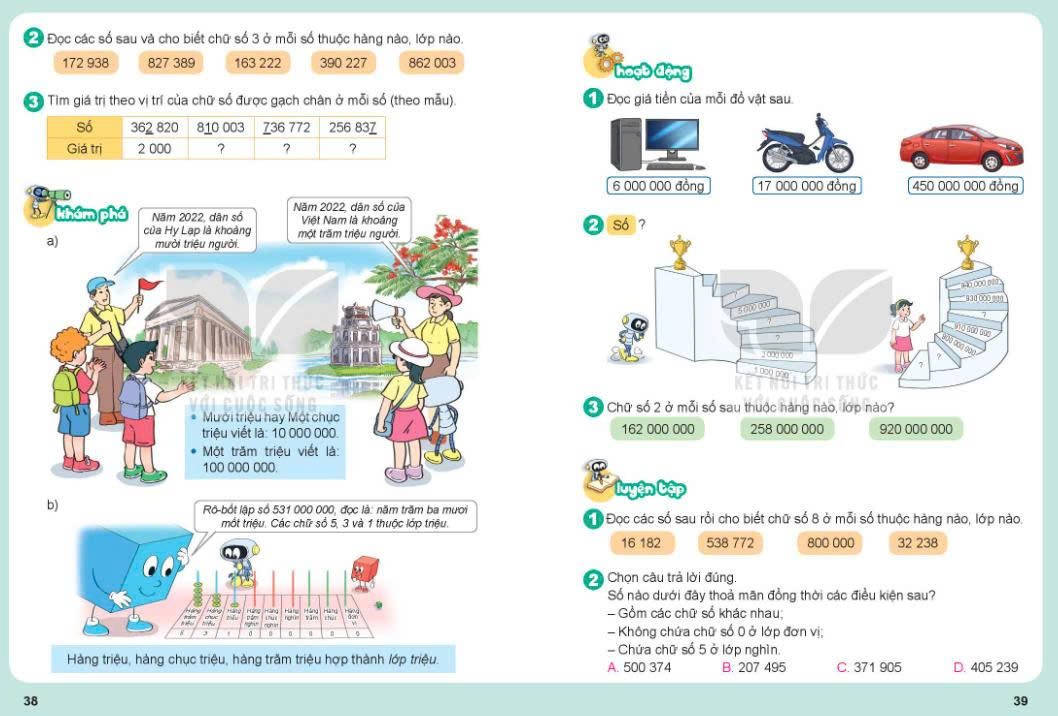 2 Đọc các số sau và cho biết chữ số 3 ở mỗi số thuộc hàng nào, lớp nào.
172 938 827 389 163 222 390 227 862 003
3 Tìm giá trị theo vị trí của chữ số được gạch chân ở mỗi số (theo mẫu).
Số 362 820 810 003 736 772 256 837
Giá trị 2 000 ? ? ?
khám phá
a)
Năm 2022, dân số
của Hy Lạp là khoảng
mười triệu người.
Năm 2022, dân số của
Việt Nam là khoảng
một trăm triệu người.
KẾT NỐI TRI THỨC
VỚI CUỘC SỐNG
• Mười triệu hay Một chục
triệu viết là: 10 000 000.
• Một trăm triệu viết là:
100 000 000.
b)
Rô-bốt lập số 531 000 000, đọc là: năm trăm ba mươi
mốt triệu. Các chữ số 5, 3 và 1 thuộc lớp triệu.
Hàng trăm triệu Hàng chục triệu Hàng triệu Hàng trăm nghìn Hàng chục nghìn Hàng nghìn Hàng trăm Hàng chục Hàng đơn vị
5 3 1 0 0 0 0 0 0
Hàng triệu, hàng chục triệu, hàng trăm triệu hợp thành lớp triệu.
38
hoạt động
1 Đọc giá tiền của mỗi đồ vật sau.
6 000 000 đồng 17 000 000 đồng 450 000 000 đồng
2 Số ?
?
5 000 000
?
?
2 000 000
1 000 000
940 000 000
930 000 000
?
910 000 000
900 000 000
?
?
KẾT NỐI TRI THỨC
VỚI CUỘC SỐNG
3 Chữ số 2 ở mỗi số sau thuộc hàng nào, lớp nào?
162 000 000 258 000 000 920 000 000
luyện tập
1 Đọc các số sau rồi cho biết chữ số 8 ở mỗi số thuộc hàng nào, lớp nào.
16 182 538 772 800 000 32 238
2 Chọn câu trả lời đúng.
Số nào dưới đây thoả mãn đồng thời các điều kiện sau?
– Gồm các chữ số khác nhau;
– Không chứa chữ số 0 ở lớp đơn vị;
– Chứa chữ số 5 ở lớp nghìn.
A. 500 374 B. 207 495 C. 371 905 D. 405 239
39